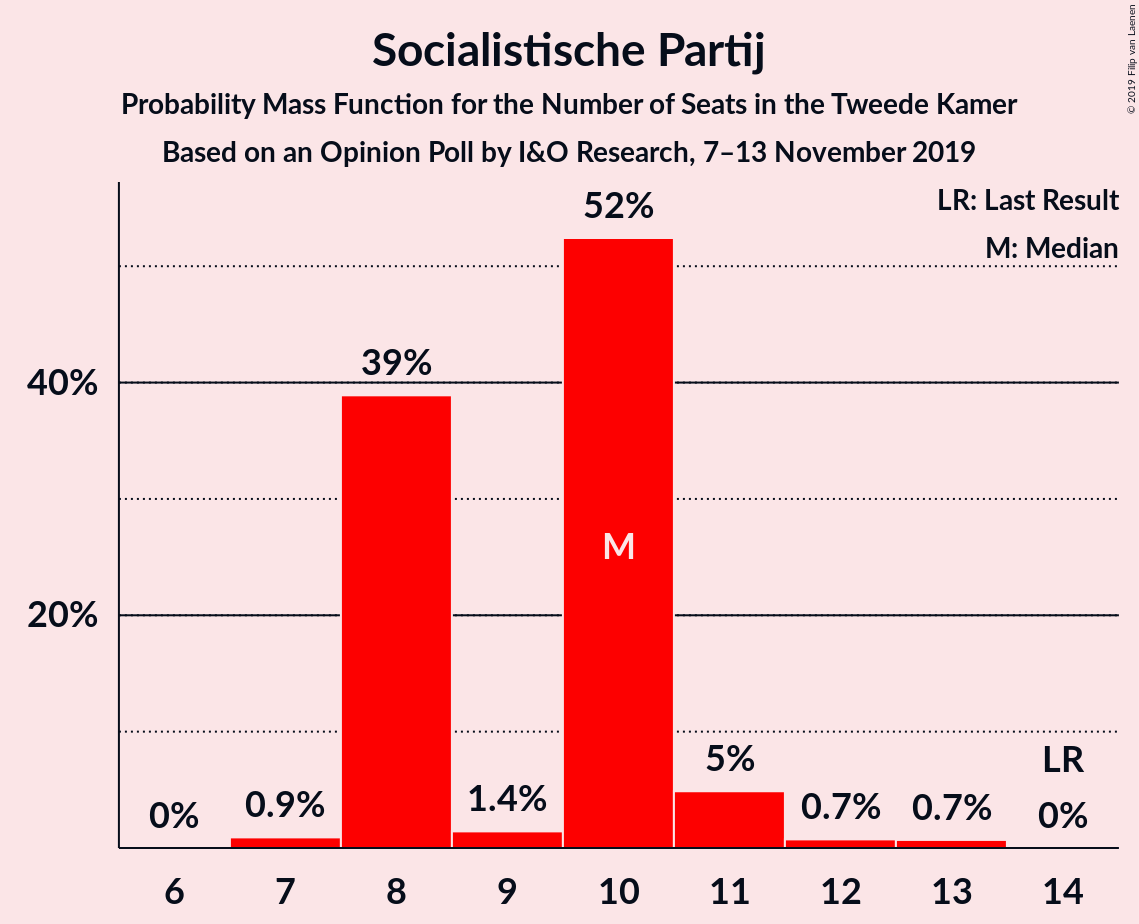 Socialistische Partij
Probability Mass Function for the Number of Seats in the Tweede Kamer
Based on an Opinion Poll by I&O Research, 7–13 November 2019
© 2019 Filip van Laenen
LR: Last Result
M: Median
52%
39%
40%
M
20%
5%
LR
0%
0.9%
1.4%
0.7%
0.7%
0%
6 7 8 9 10 11 12 13 14